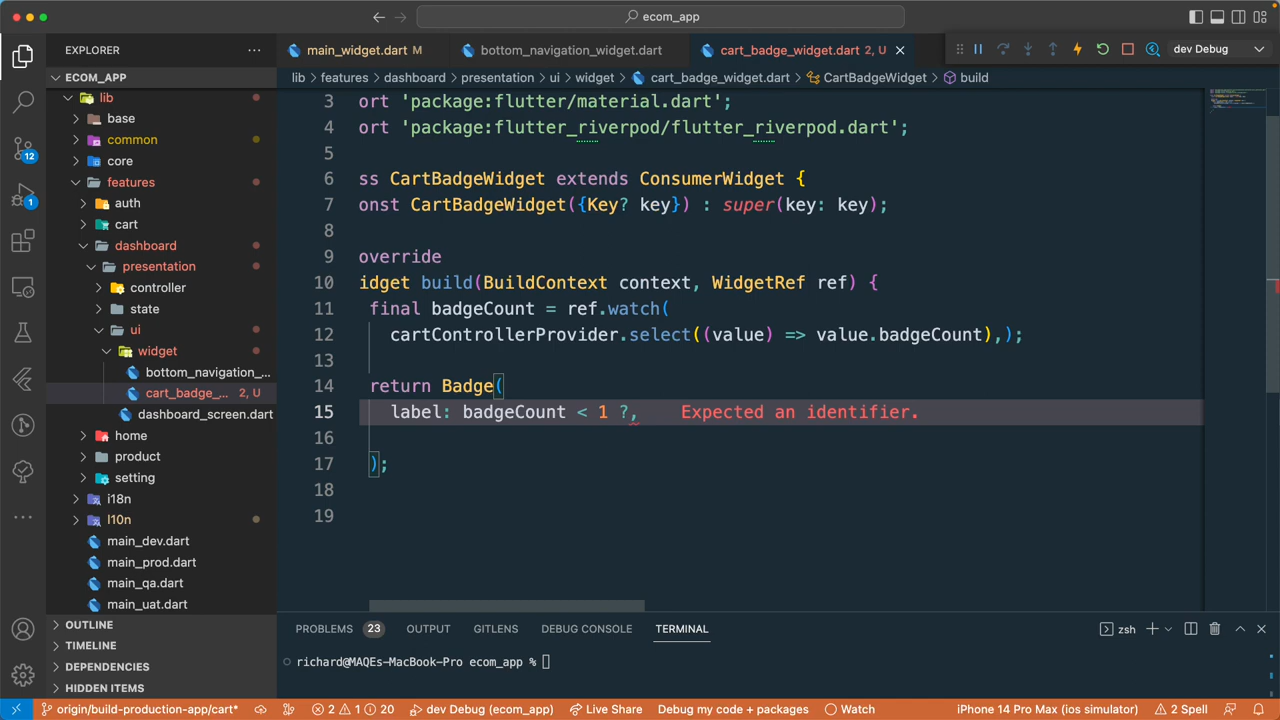 ecom_app
EXPLORER
main_widget.dart M
bottom_navigation_widget.dart
cart_badge_widget.dart 2, U
dev Debug
ECOM_APP
lib > features > dashboard > presentation > ui > widget > cart_badge_widget.dart > CartBadgeWidget > build
lib
base
common
core
features
auth
cart
dashboard
presentation
controller
state
ui
widget
bottom_navigation_...
cart_badge_... 2, U
dashboard_screen.dart
home
product
setting
i18n
l10n
main_dev.dart
main_prod.dart
main_qa.dart
main_uat.dart
OUTLINE
TIMELINE
DEPENDENCIES
HIDDEN ITEMS
12
1
3 ort 'package:flutter/material.dart';
4 ort 'package:flutter_riverpod/flutter_riverpod.dart';
5
6 ss CartBadgeWidget extends ConsumerWidget {
7 onst CartBadgeWidget({Key? key}) : super(key: key);
8
9 override
10 idget build(BuildContext context, WidgetRef ref) {
11 final badgeCount = ref.watch(
12 cartControllerProvider.select((value) => value.badgeCount),);
13
14 return Badge(
15 label: badgeCount < 1 ?, Expected an identifier.
16
17 );
18
19
PROBLEMS 23 OUTPUT GITLENS DEBUG CONSOLE TERMINAL
zsh
richard@MAQEs-MacBook-Pro ecom_app %
origin/build-production-app/cart* 2 1 20 dev Debug (ecom_app) Live Share Debug my code + packages Watch iPhone 14 Pro Max (ios simulator) 2 Spell